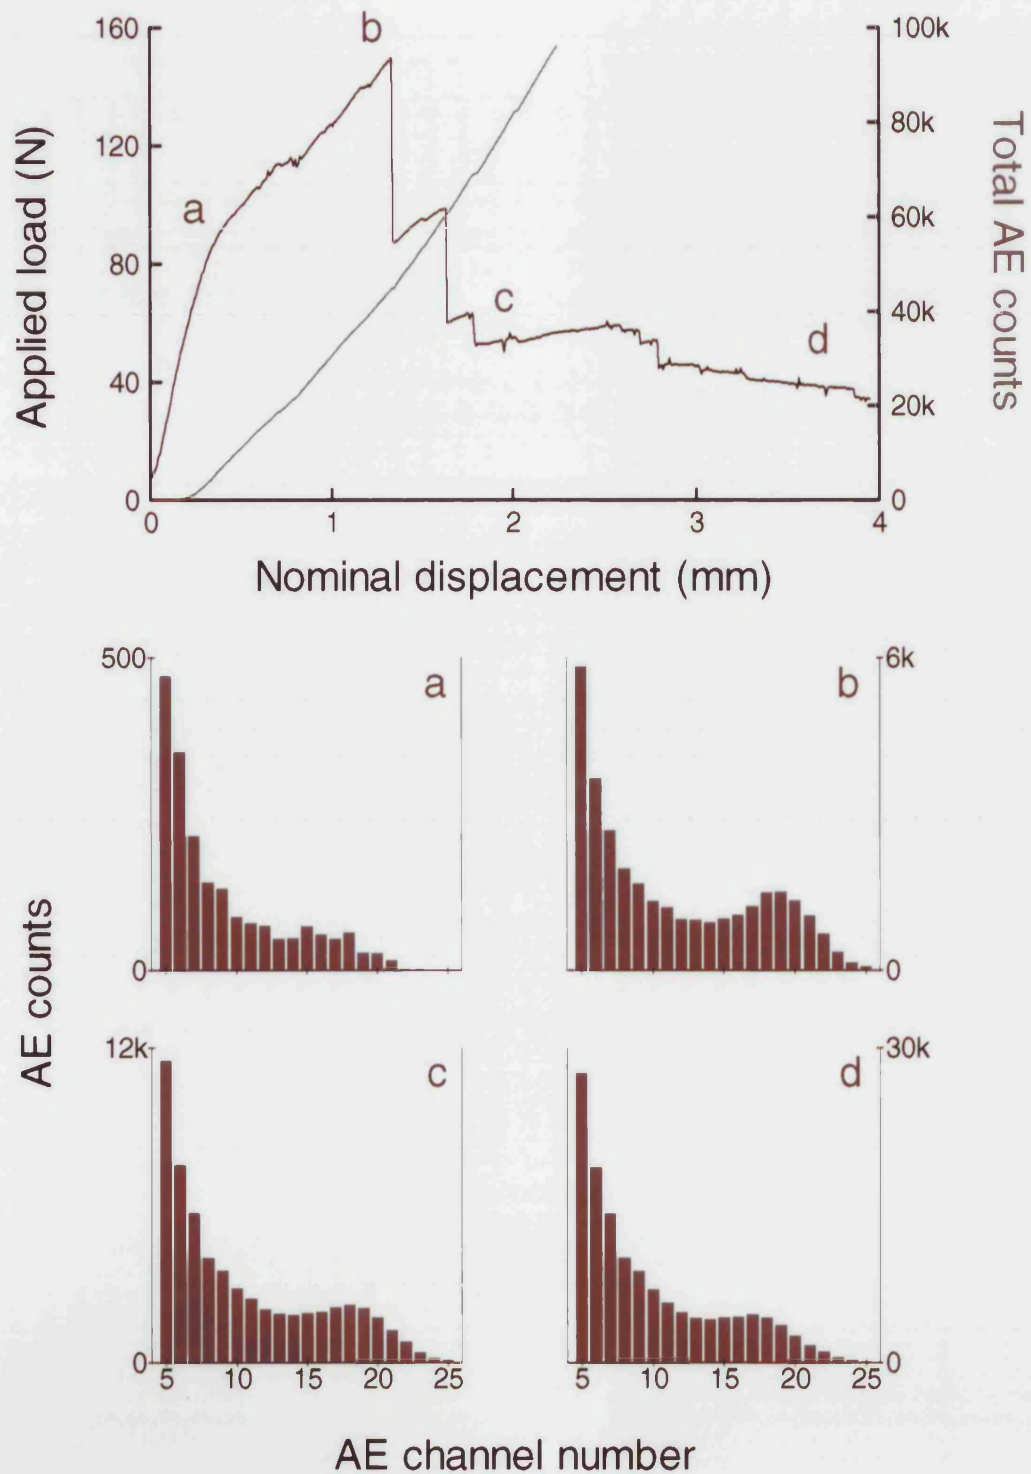 160
120
80
40
0
Applied load (N)
a
b
c
d
100k
80k
60k
40k
20k
0
Total AE counts
0 1 2 3 4
Nominal displacement (mm)
500
0
a
6k
0
b
AE counts
12k
0
c
5 10 15 20 25
30k
0
d
5 10 15 20 25
AE channel number